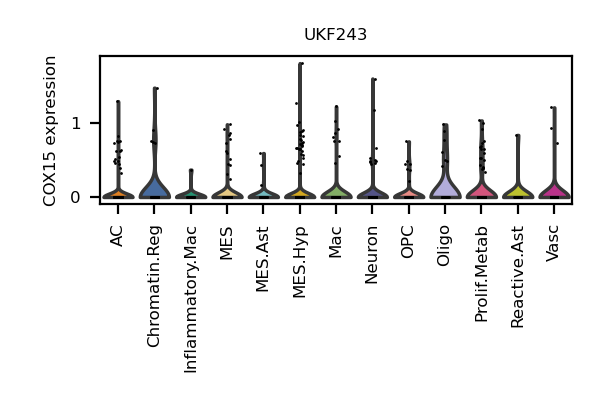 UKF243
COX15 expression
1
0
AC
Chromatin.Reg
Inflammatory.Mac
MES
MES.Ast
MES.Hyp
Mac
Neuron
OPC
Oligo
Prolif.Metab
Reactive.Ast
Vasc